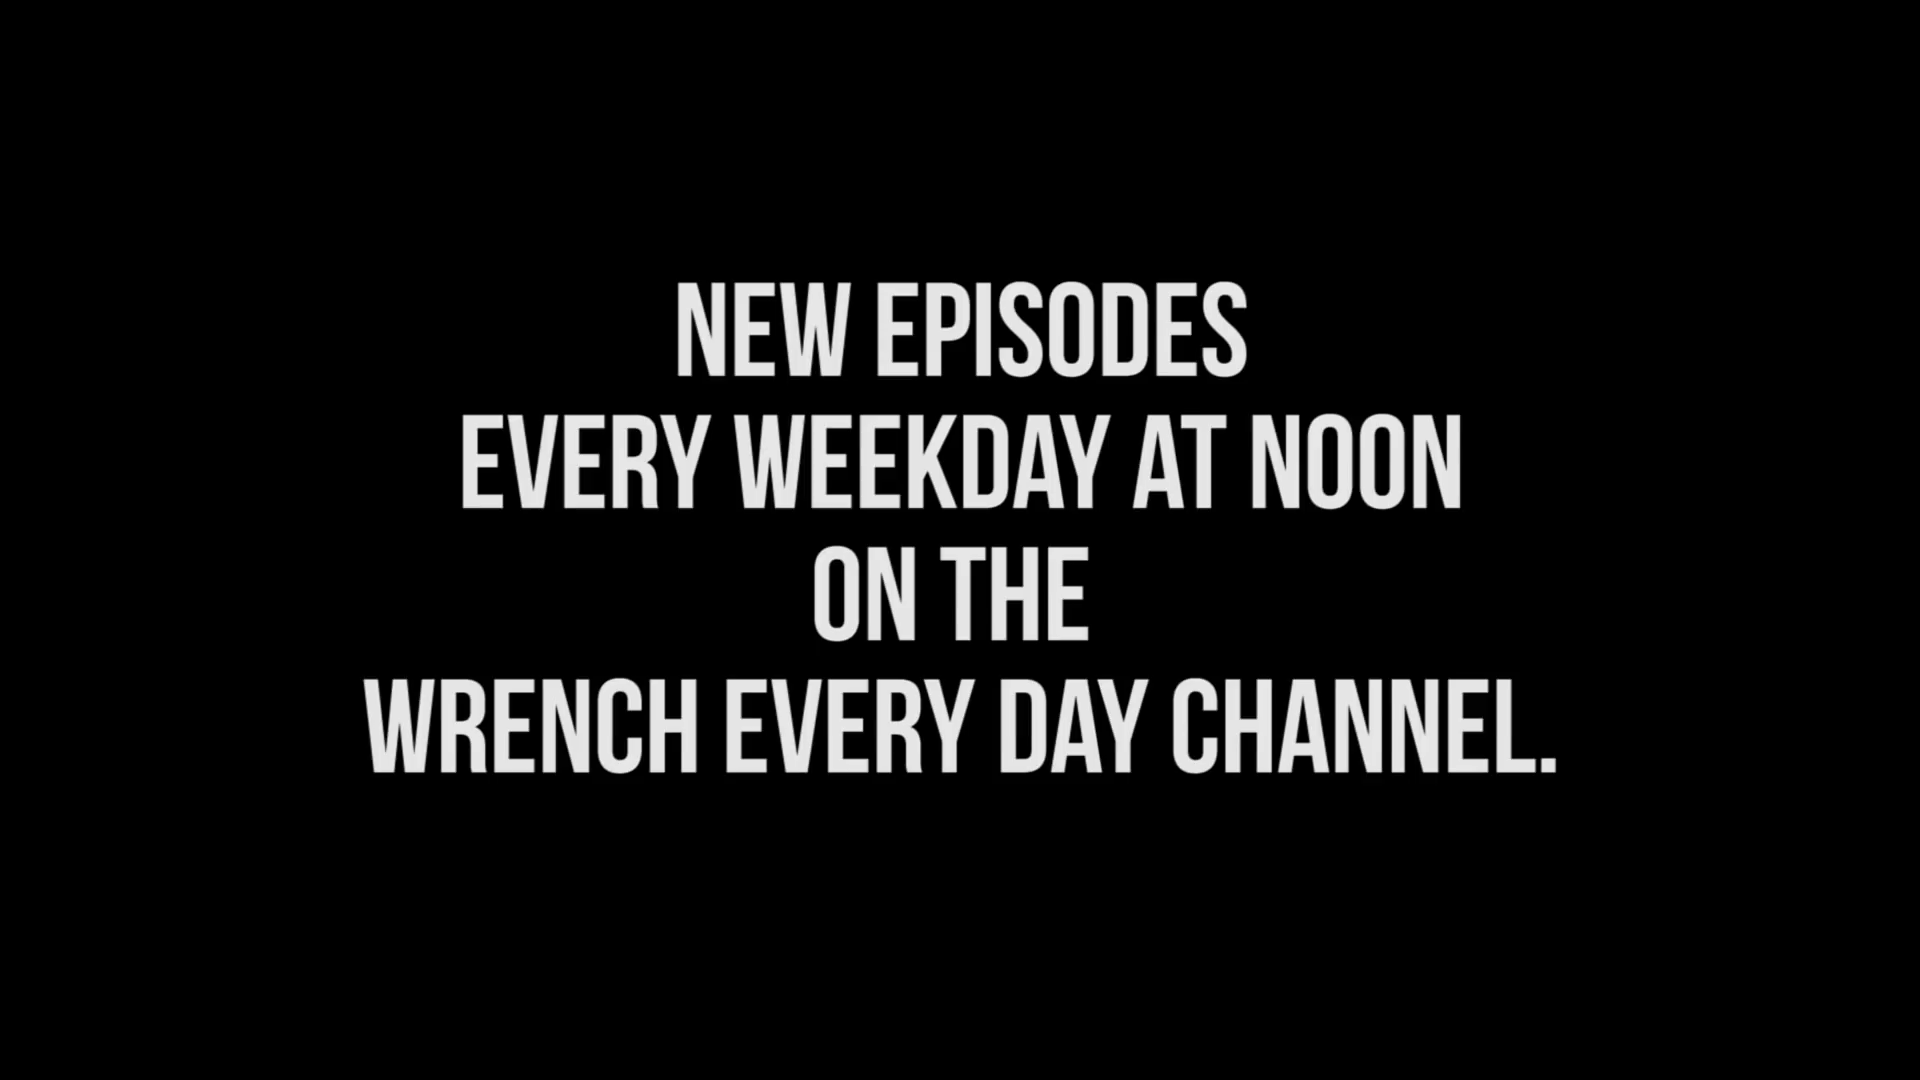 NEW EPISODES
EVERY WEEKDAY AT NOON
ON THE
WRENCH EVERY DAY CHANNEL.